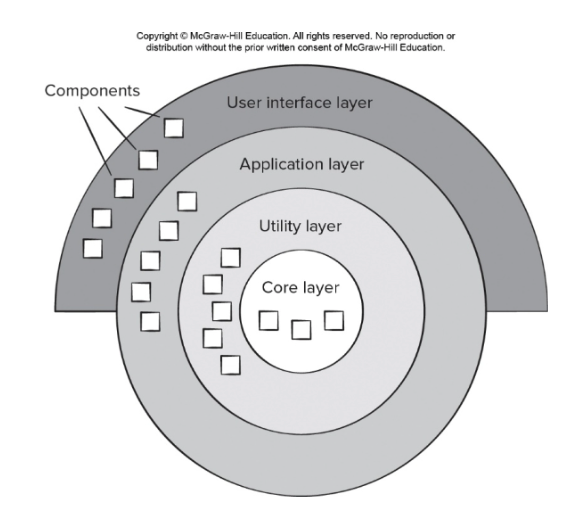 Copyright © McGraw-Hill Education. All rights reserved. No reproduction or
distribution without the prior written consent of McGraw-Hill Education.
Components
User interface layer
Application layer
Utility layer
Core layer